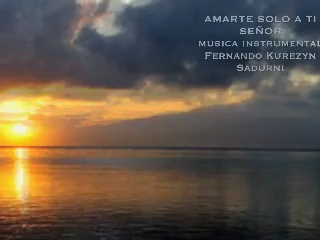 AMARTE SOLO A TI
SEÑOR
MUSICA INSTRUMENTAL
FERNANDO KUREZYN
SADURNI